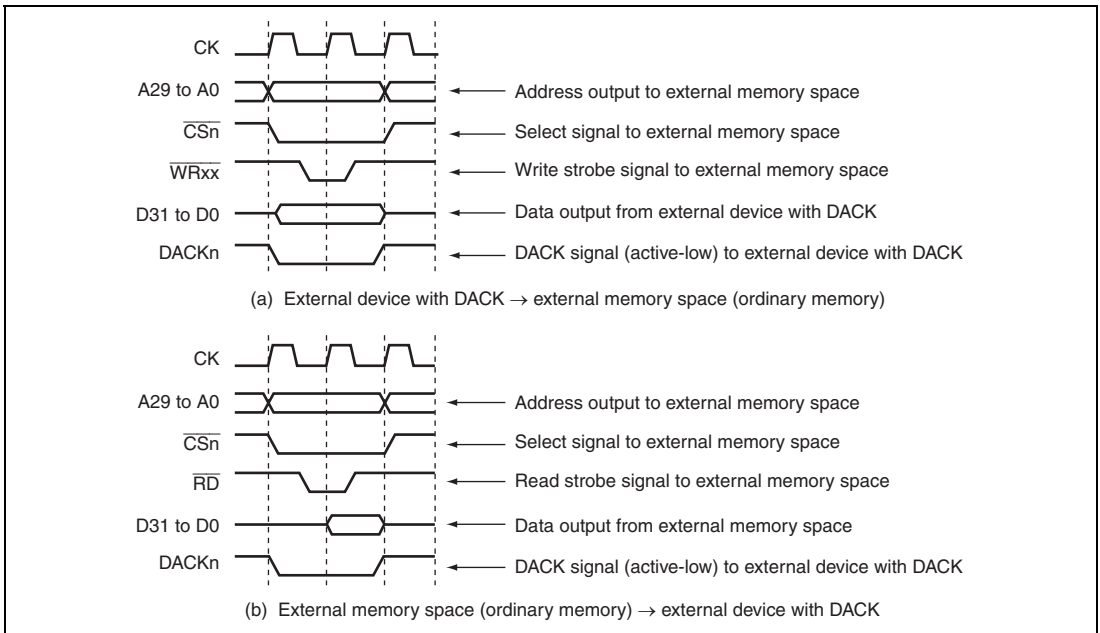 CK
A29 to A0 Address output to external memory space
CSn Select signal to external memory space
WRxx Write strobe signal to external memory space
D31 to D0 Data output from external device with DACK
DACKn DACK signal (active-low) to external device with DACK
(a) External device with DACK → external memory space (ordinary memory)
CK
A29 to A0 Address output to external memory space
CSn Select signal to external memory space
RD Read strobe signal to external memory space
D31 to D0 Data output from external memory space
DACKn DACK signal (active-low) to external device with DACK
(b) External memory space (ordinary memory) → external device with DACK